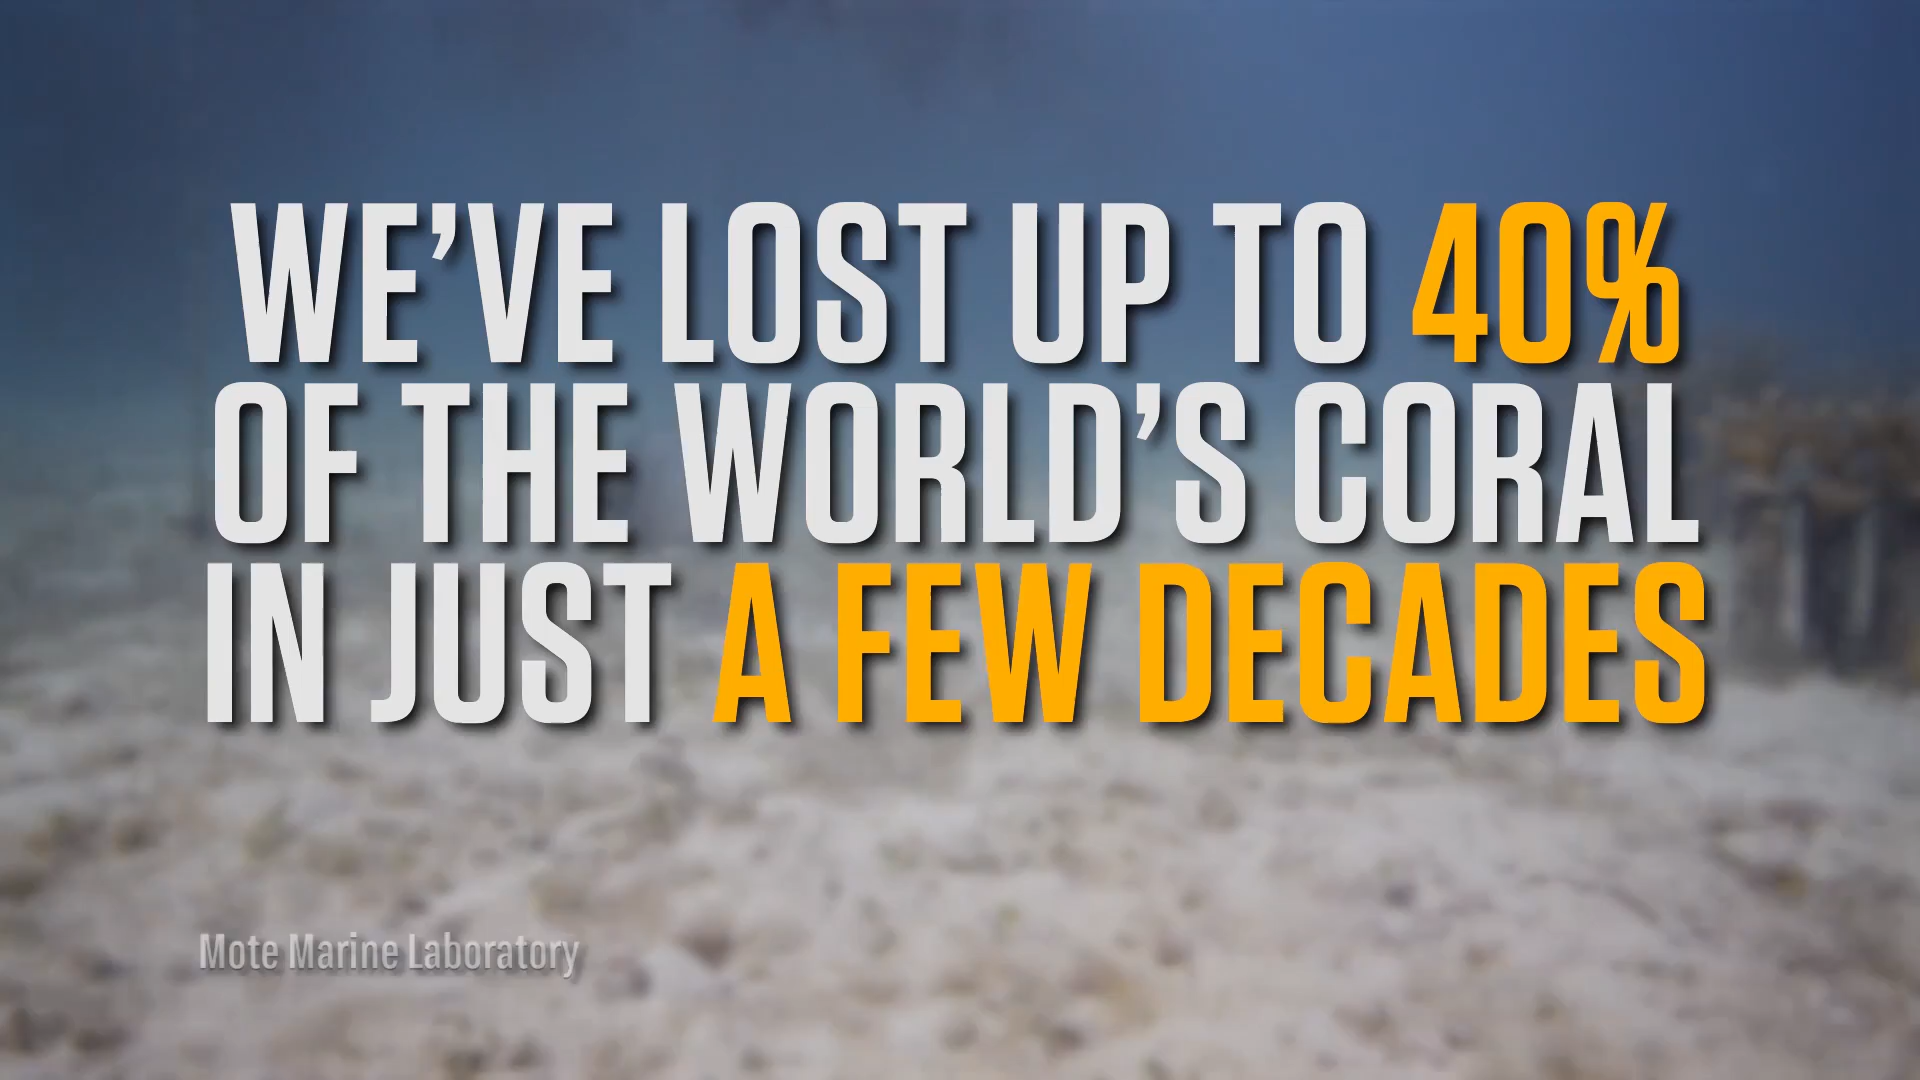 WE’VE LOST UP TO 40%
OF THE WORLD’S CORAL
IN JUST A FEW DECADES
Mote Marine Laboratory